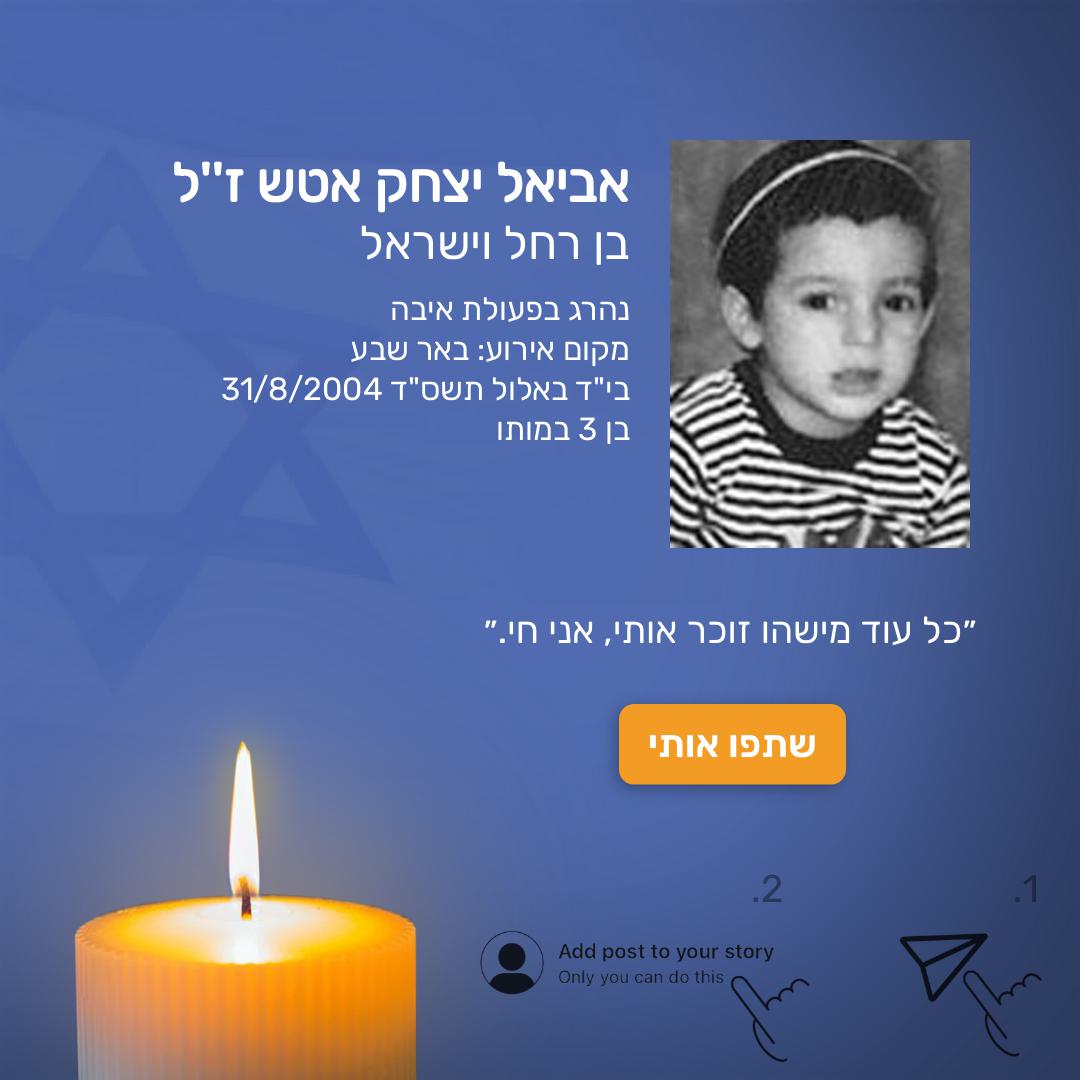 אביאל יצחק אטש ז"ל
בן רחל וישראל
נהרג בפעולת איבה
מקום אירוע: באר שבע
בי"ד באלול תשס"ד 31/8/2004
בן 3 במותו
״כל עוד מישהו זוכר אותי, אני חי.״
שתפו אותי
1.
2.
Add post to your story
Only you can do this